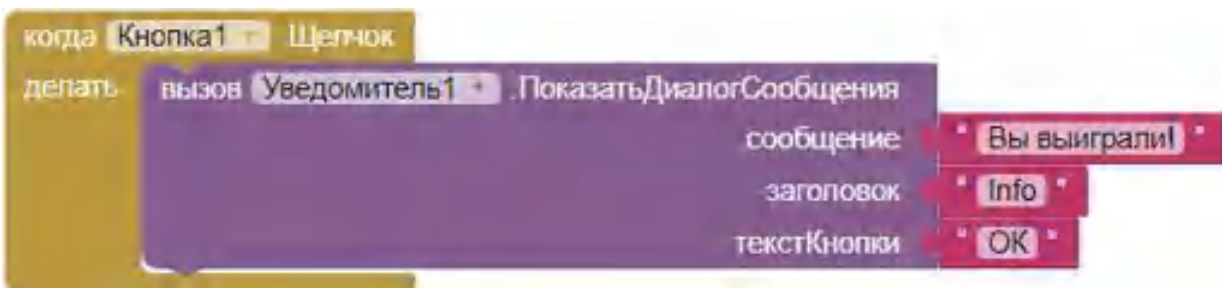 когда Кнопка1 Щелчок
делать вызов Уведомитель1 .ПоказатьДиалогСообщения
сообщение " Вы выиграли! "
заголовок " Info "
текстКнопки " OK "